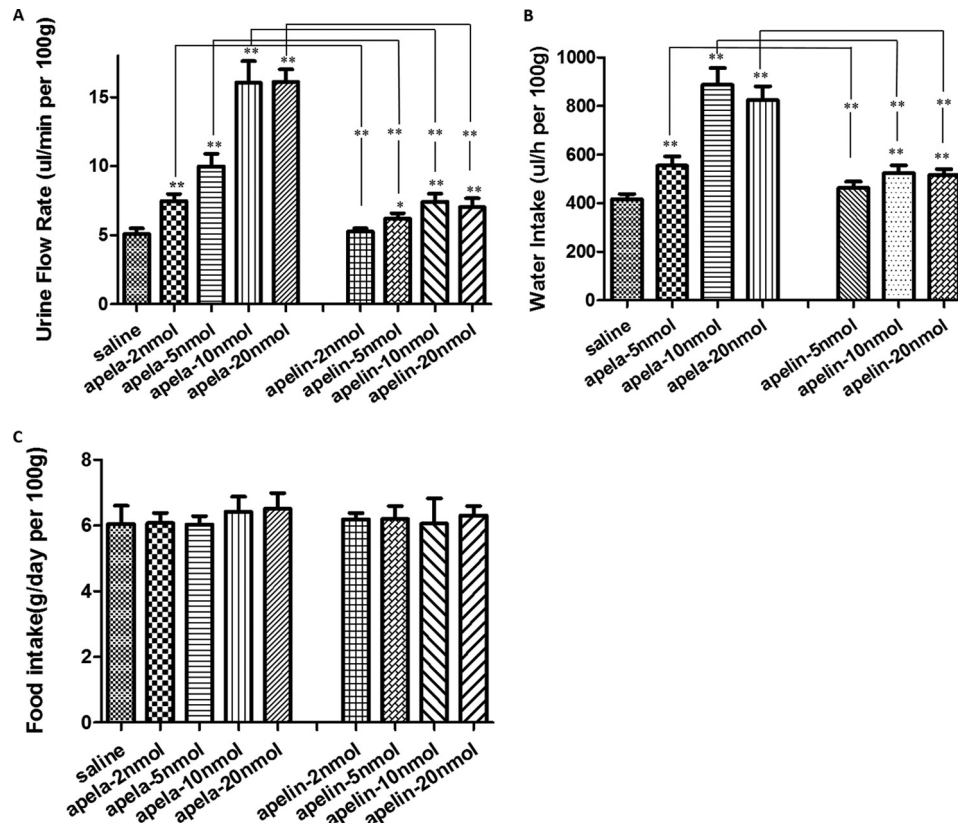 A
Urine Flow Rate (ul/min per 100g)
15
10
5
0
**
**
**
**
**
**
**
**
*
**
**
saline
apela-2nmol
apela-5nmol
apela-10nmol
apela-20nmol
apelin-2nmol
apelin-5nmol
apelin-10nmol
apelin-20nmol
B
Water Intake (ul/h per 100g)
1000
800
600
400
200
0
**
**
**
**
**
**
**
**
saline
apela-5nmol
apela-10nmol
apela-20nmol
apelin-5nmol
apelin-10nmol
apelin-20nmol
C
Food intake(g/day per 100g)
8
6
4
2
0
saline
apela-2nmol
apela-5nmol
apela-10nmol
apela-20nmol
apelin-2nmol
apelin-5nmol
apelin-10nmol
apelin-20nmol